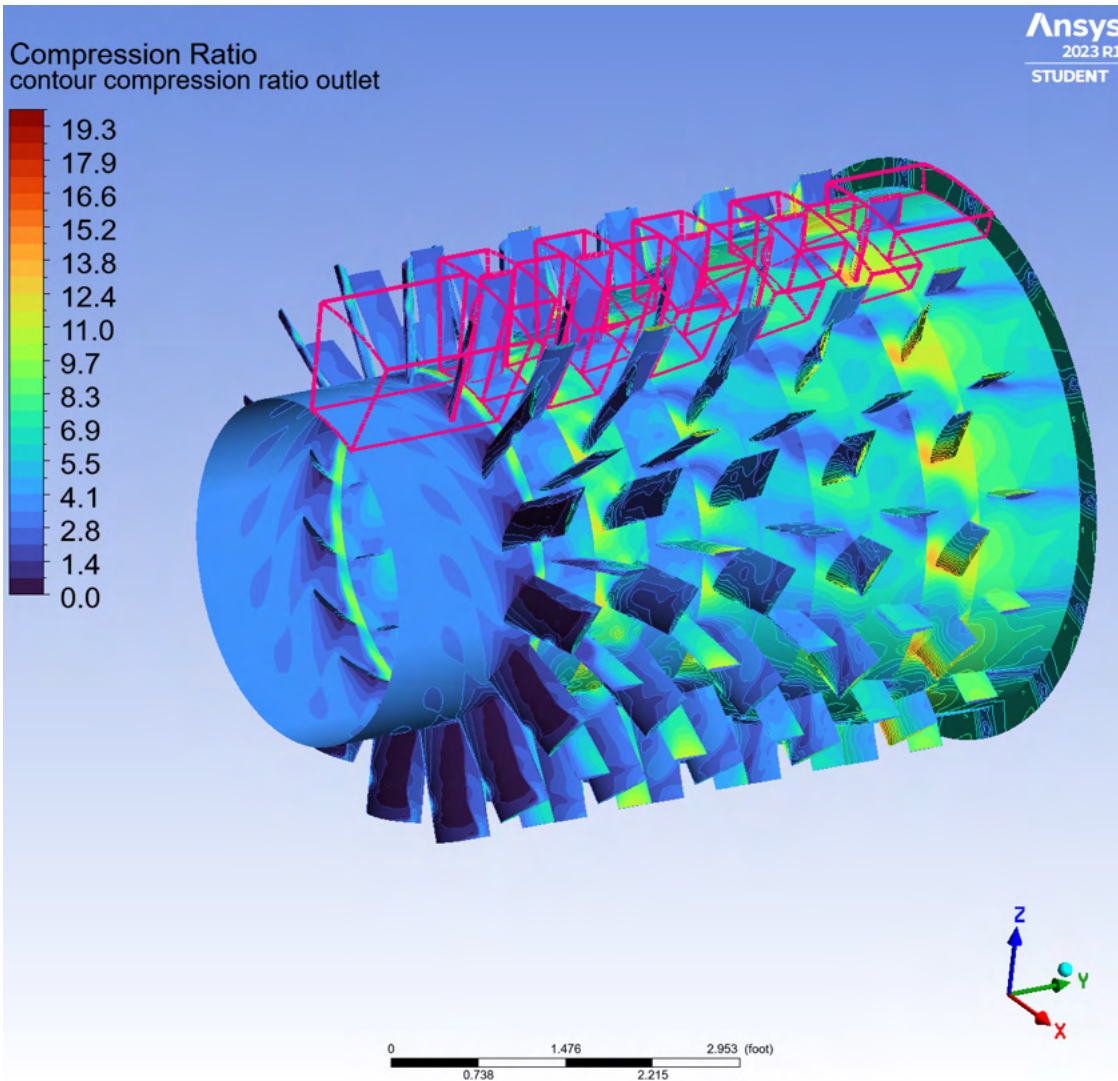 Compression Ratio
contour compression ratio outlet
Ansys
2023 R1
STUDENT
19.3
17.9
16.6
15.2
13.8
12.4
11.0
9.7
8.3
6.9
5.5
4.1
2.8
1.4
0.0
Z
Y
X
0 1.476 2.953 (foot)
0.738 2.215